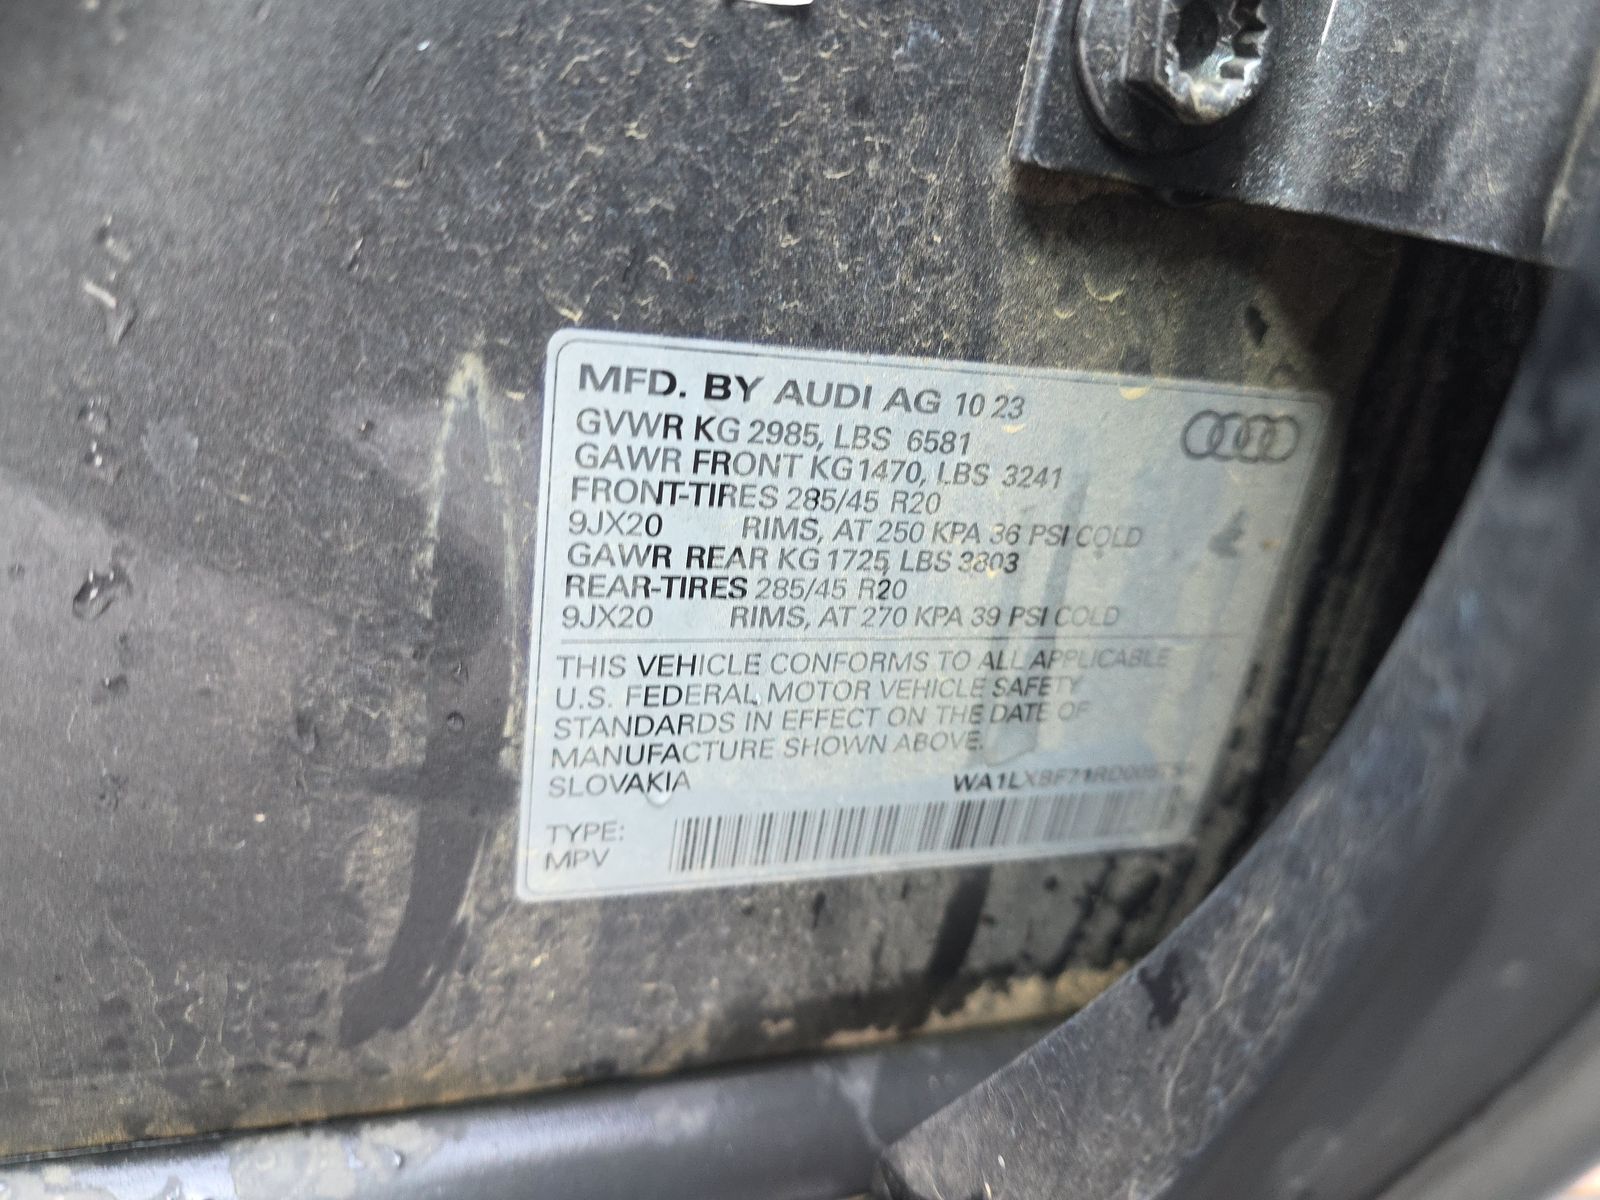 MFD. BY AUDI AG 10 23
GVWR KG 2985, LBS 6581
GAWR FRONT KG 1470, LBS 3241
FRONT-TIRES 285/45 R20
9JX20 RIMS, AT 250 KPA 36 PSI COLD
GAWR REAR KG 1725, LBS 3803
REAR-TIRES 285/45 R20
9JX20 RIMS, AT 270 KPA 39 PSI COLD
THIS VEHICLE CONFORMS TO ALL APPLICABLE
U.S. FEDERAL MOTOR VEHICLE SAFETY
STANDARDS IN EFFECT ON THE DATE OF
MANUFACTURE SHOWN ABOVE.
SLOVAKIA
TYPE:
MPV